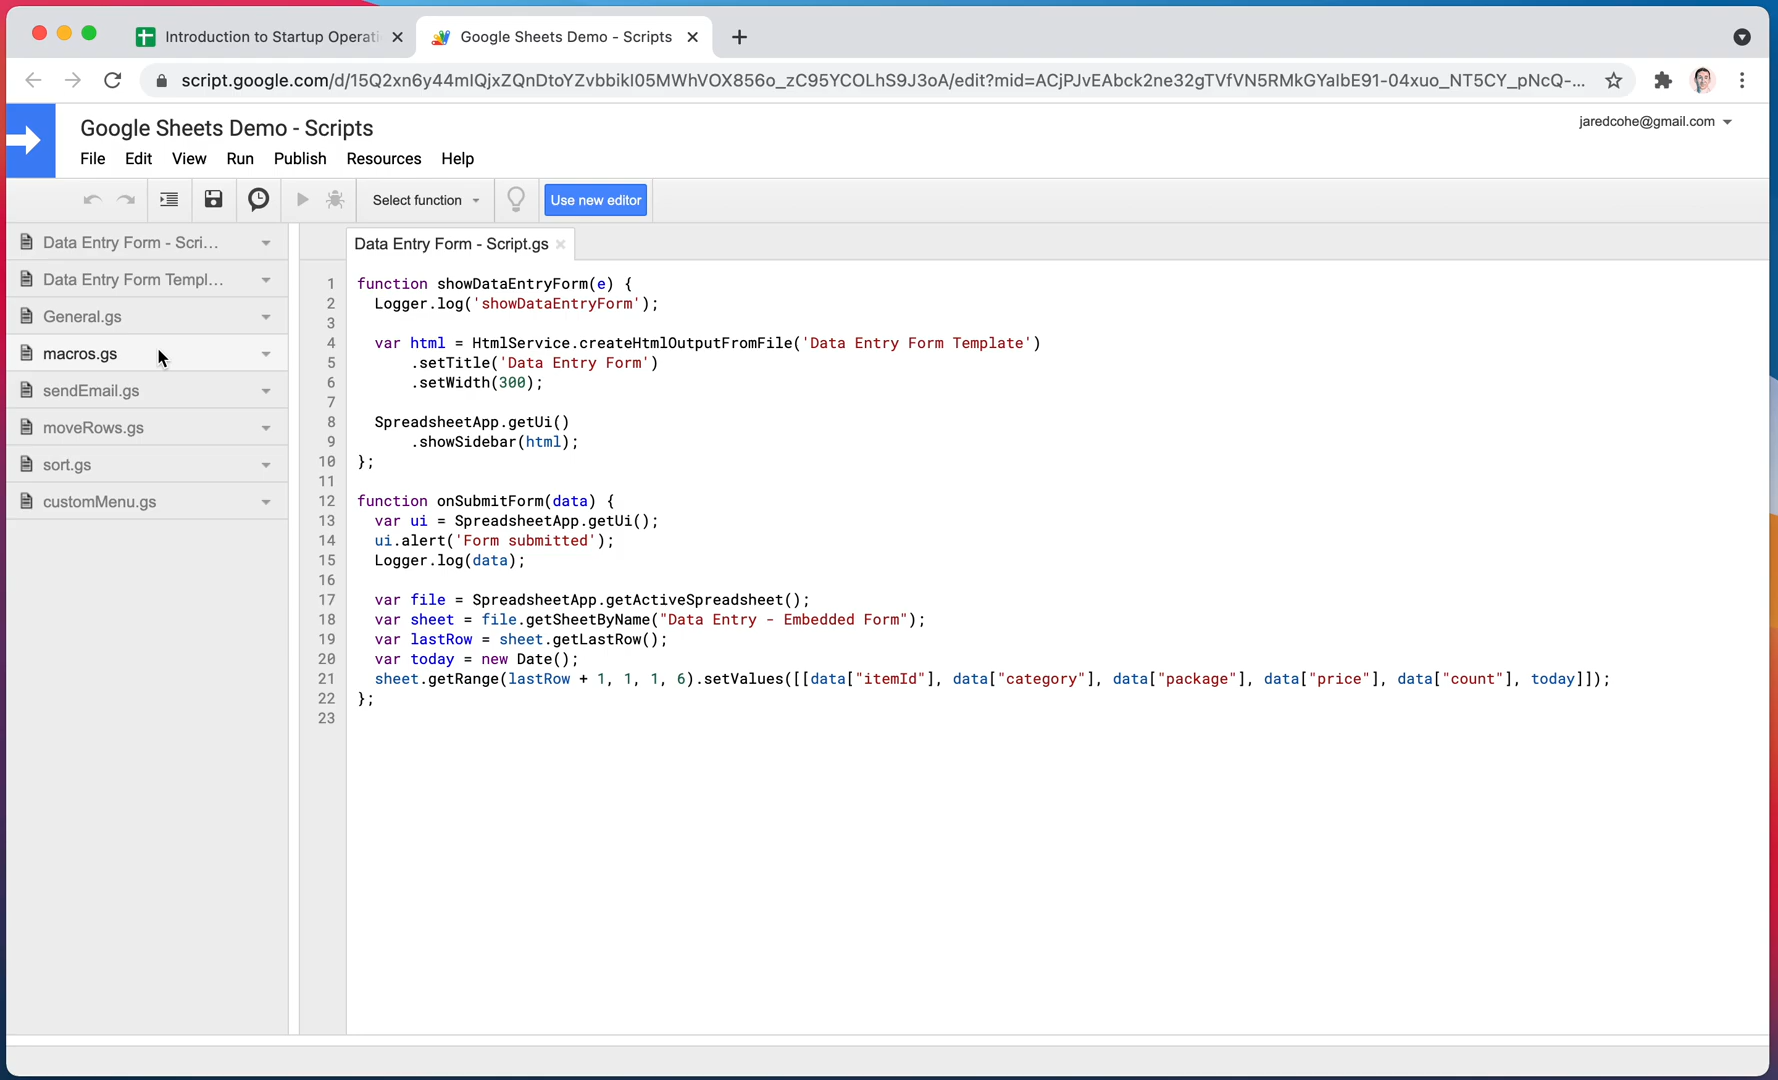 Introduction to Startup Operati
Google Sheets Demo - Scripts
script.google.com/d/15Q2xn6y44mIQjxZQnDtoYZvbbikI05MWhVOX856o_zC95YCOLhS9J3oA/edit?mid=ACjPJvEAbck2ne32gTVfVN5RMkGYaIbE91-04xuo_NT5CY_pNcQ-...
Google Sheets Demo - Scripts
jaredcohe@gmail.com
File Edit View Run Publish Resources Help
Select function
Use new editor
Data Entry Form - Scri...
Data Entry Form Templ...
General.gs
macros.gs
sendEmail.gs
moveRows.gs
sort.gs
customMenu.gs
Data Entry Form - Script.gs
1 function showDataEntryForm(e) {
2 Logger.log('showDataEntryForm');
3
4 var html = HtmlService.createHtmlOutputFromFile('Data Entry Form Template')
5 .setTitle('Data Entry Form')
6 .setWidth(300);
7
8 SpreadsheetApp.getUi()
9 .showSidebar(html);
10 };
11
12 function onSubmitForm(data) {
13 var ui = SpreadsheetApp.getUi();
14 ui.alert('Form submitted');
15 Logger.log(data);
16
17 var file = SpreadsheetApp.getActiveSpreadsheet();
18 var sheet = file.getSheetByName("Data Entry - Embedded Form");
19 var lastRow = sheet.getLastRow();
20 var today = new Date();
21 sheet.getRange(lastRow + 1, 1, 1, 6).setValues([[data["itemId"], data["category"], data["package"], data["price"], data["count"], today]]);
22 };
23